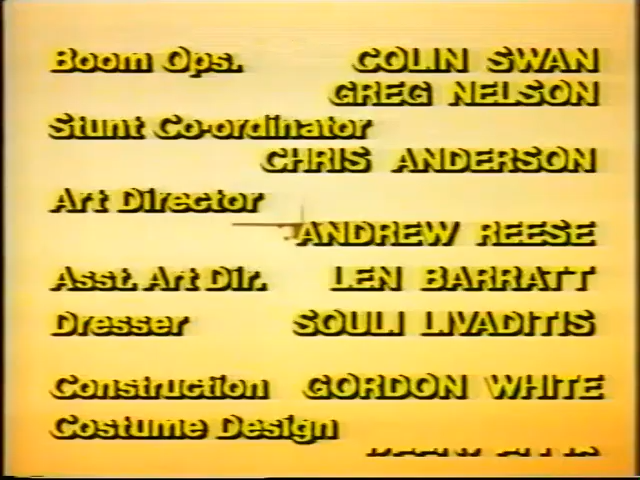 Boom Ops. COLIN SWAN
GREG NELSON
Stunt Co-ordinator
CHRIS ANDERSON
Art Director
ANDREW REESE
Asst. Art Dir. LEN BARRATT
Dresser SOULI LIVADITIS
Construction GORDON WHITE
Costume Design